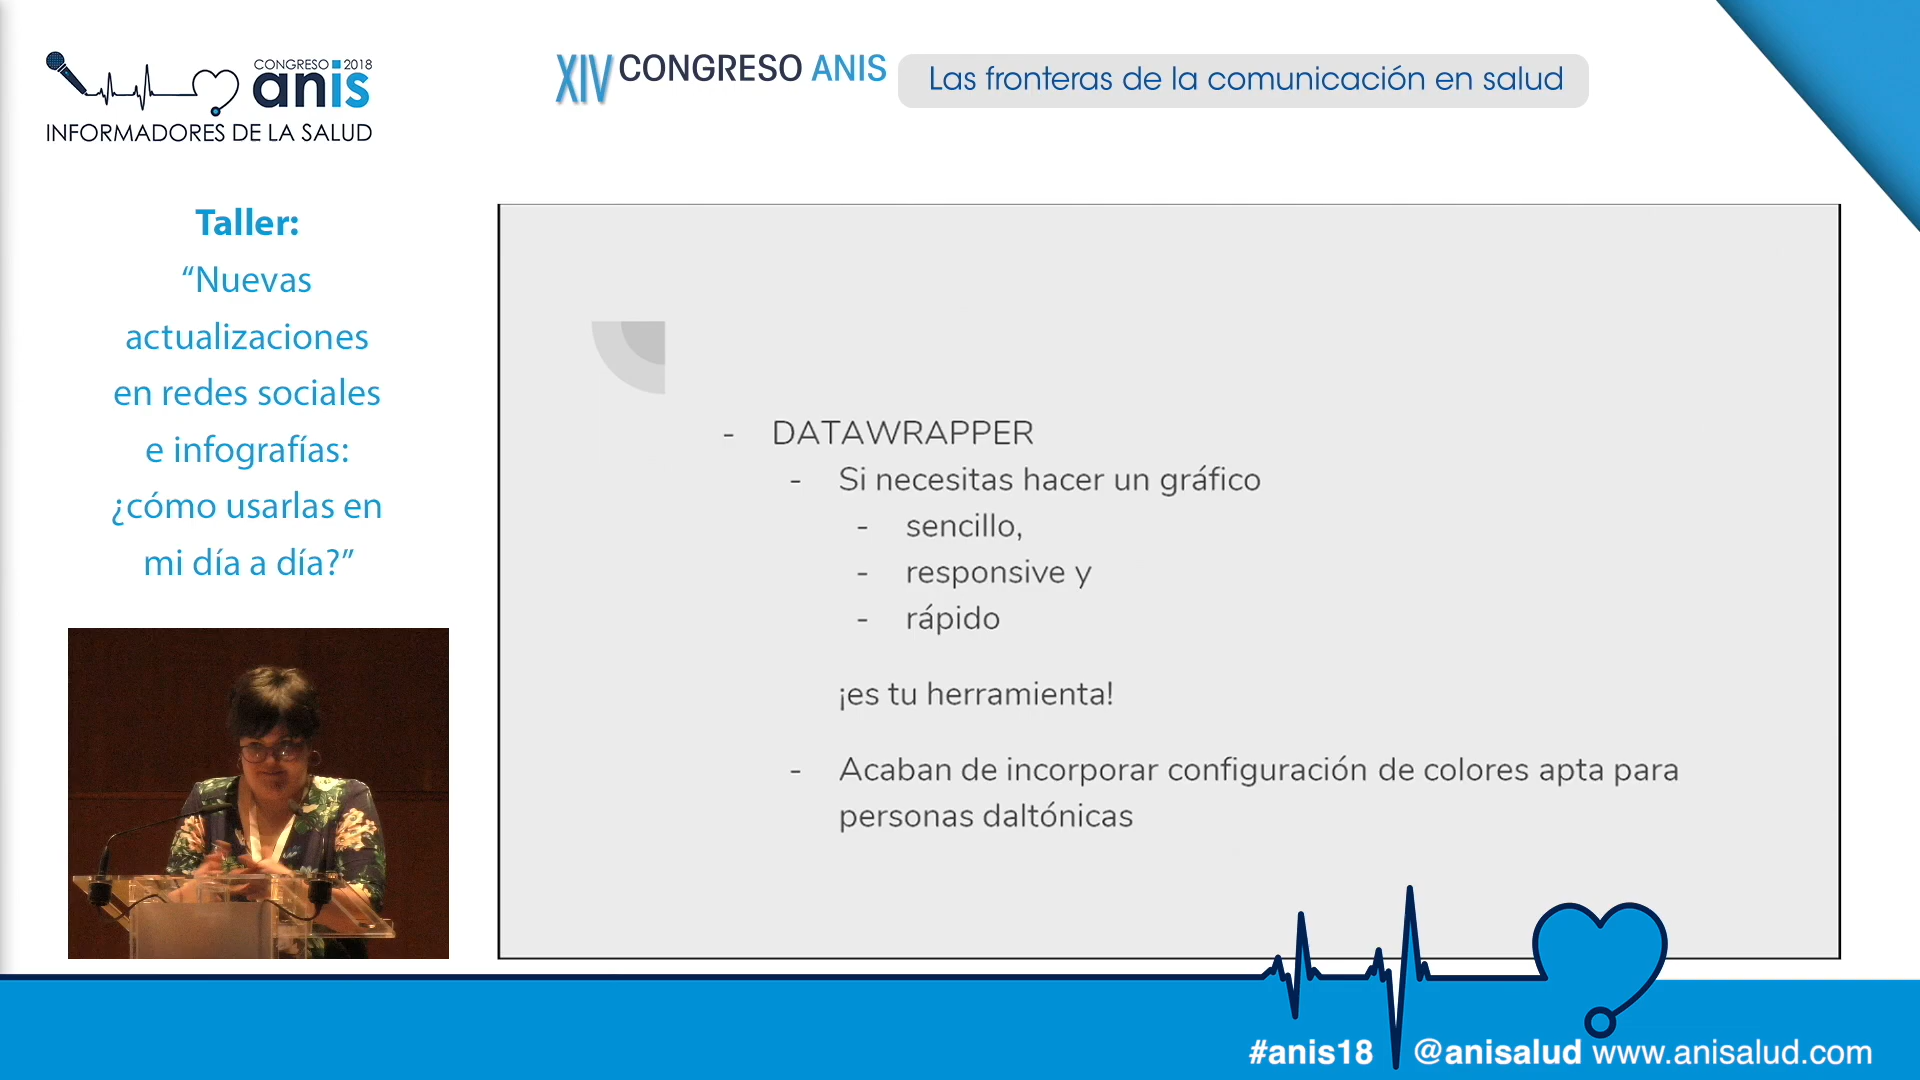 CONGRESO 2018
anis
INFORMADORES DE LA SALUD
XIV CONGRESO ANIS
Las fronteras de la comunicación en salud
Taller:
“Nuevas
actualizaciones
en redes sociales
e infografías:
¿cómo usarlas en
mi día a día?”
- DATAWRAPPER
- Si necesitas hacer un gráfico
- sencillo,
- responsive y
- rápido
¡es tu herramienta!
- Acaban de incorporar configuración de colores apta para
personas daltónicas
#anis18 @anisalud www.anisalud.com